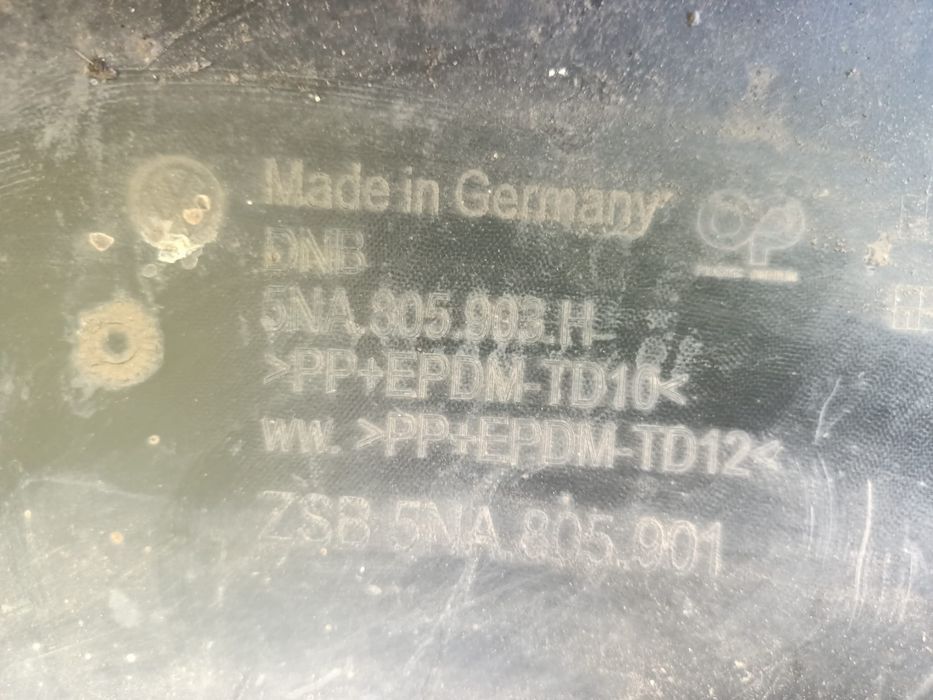 Made in Germany
DNB
5NA.805.903.H
>PP+EPDM-TD10<
ww. >PP+EPDM-TD12<
ZSB 5NA.805.901